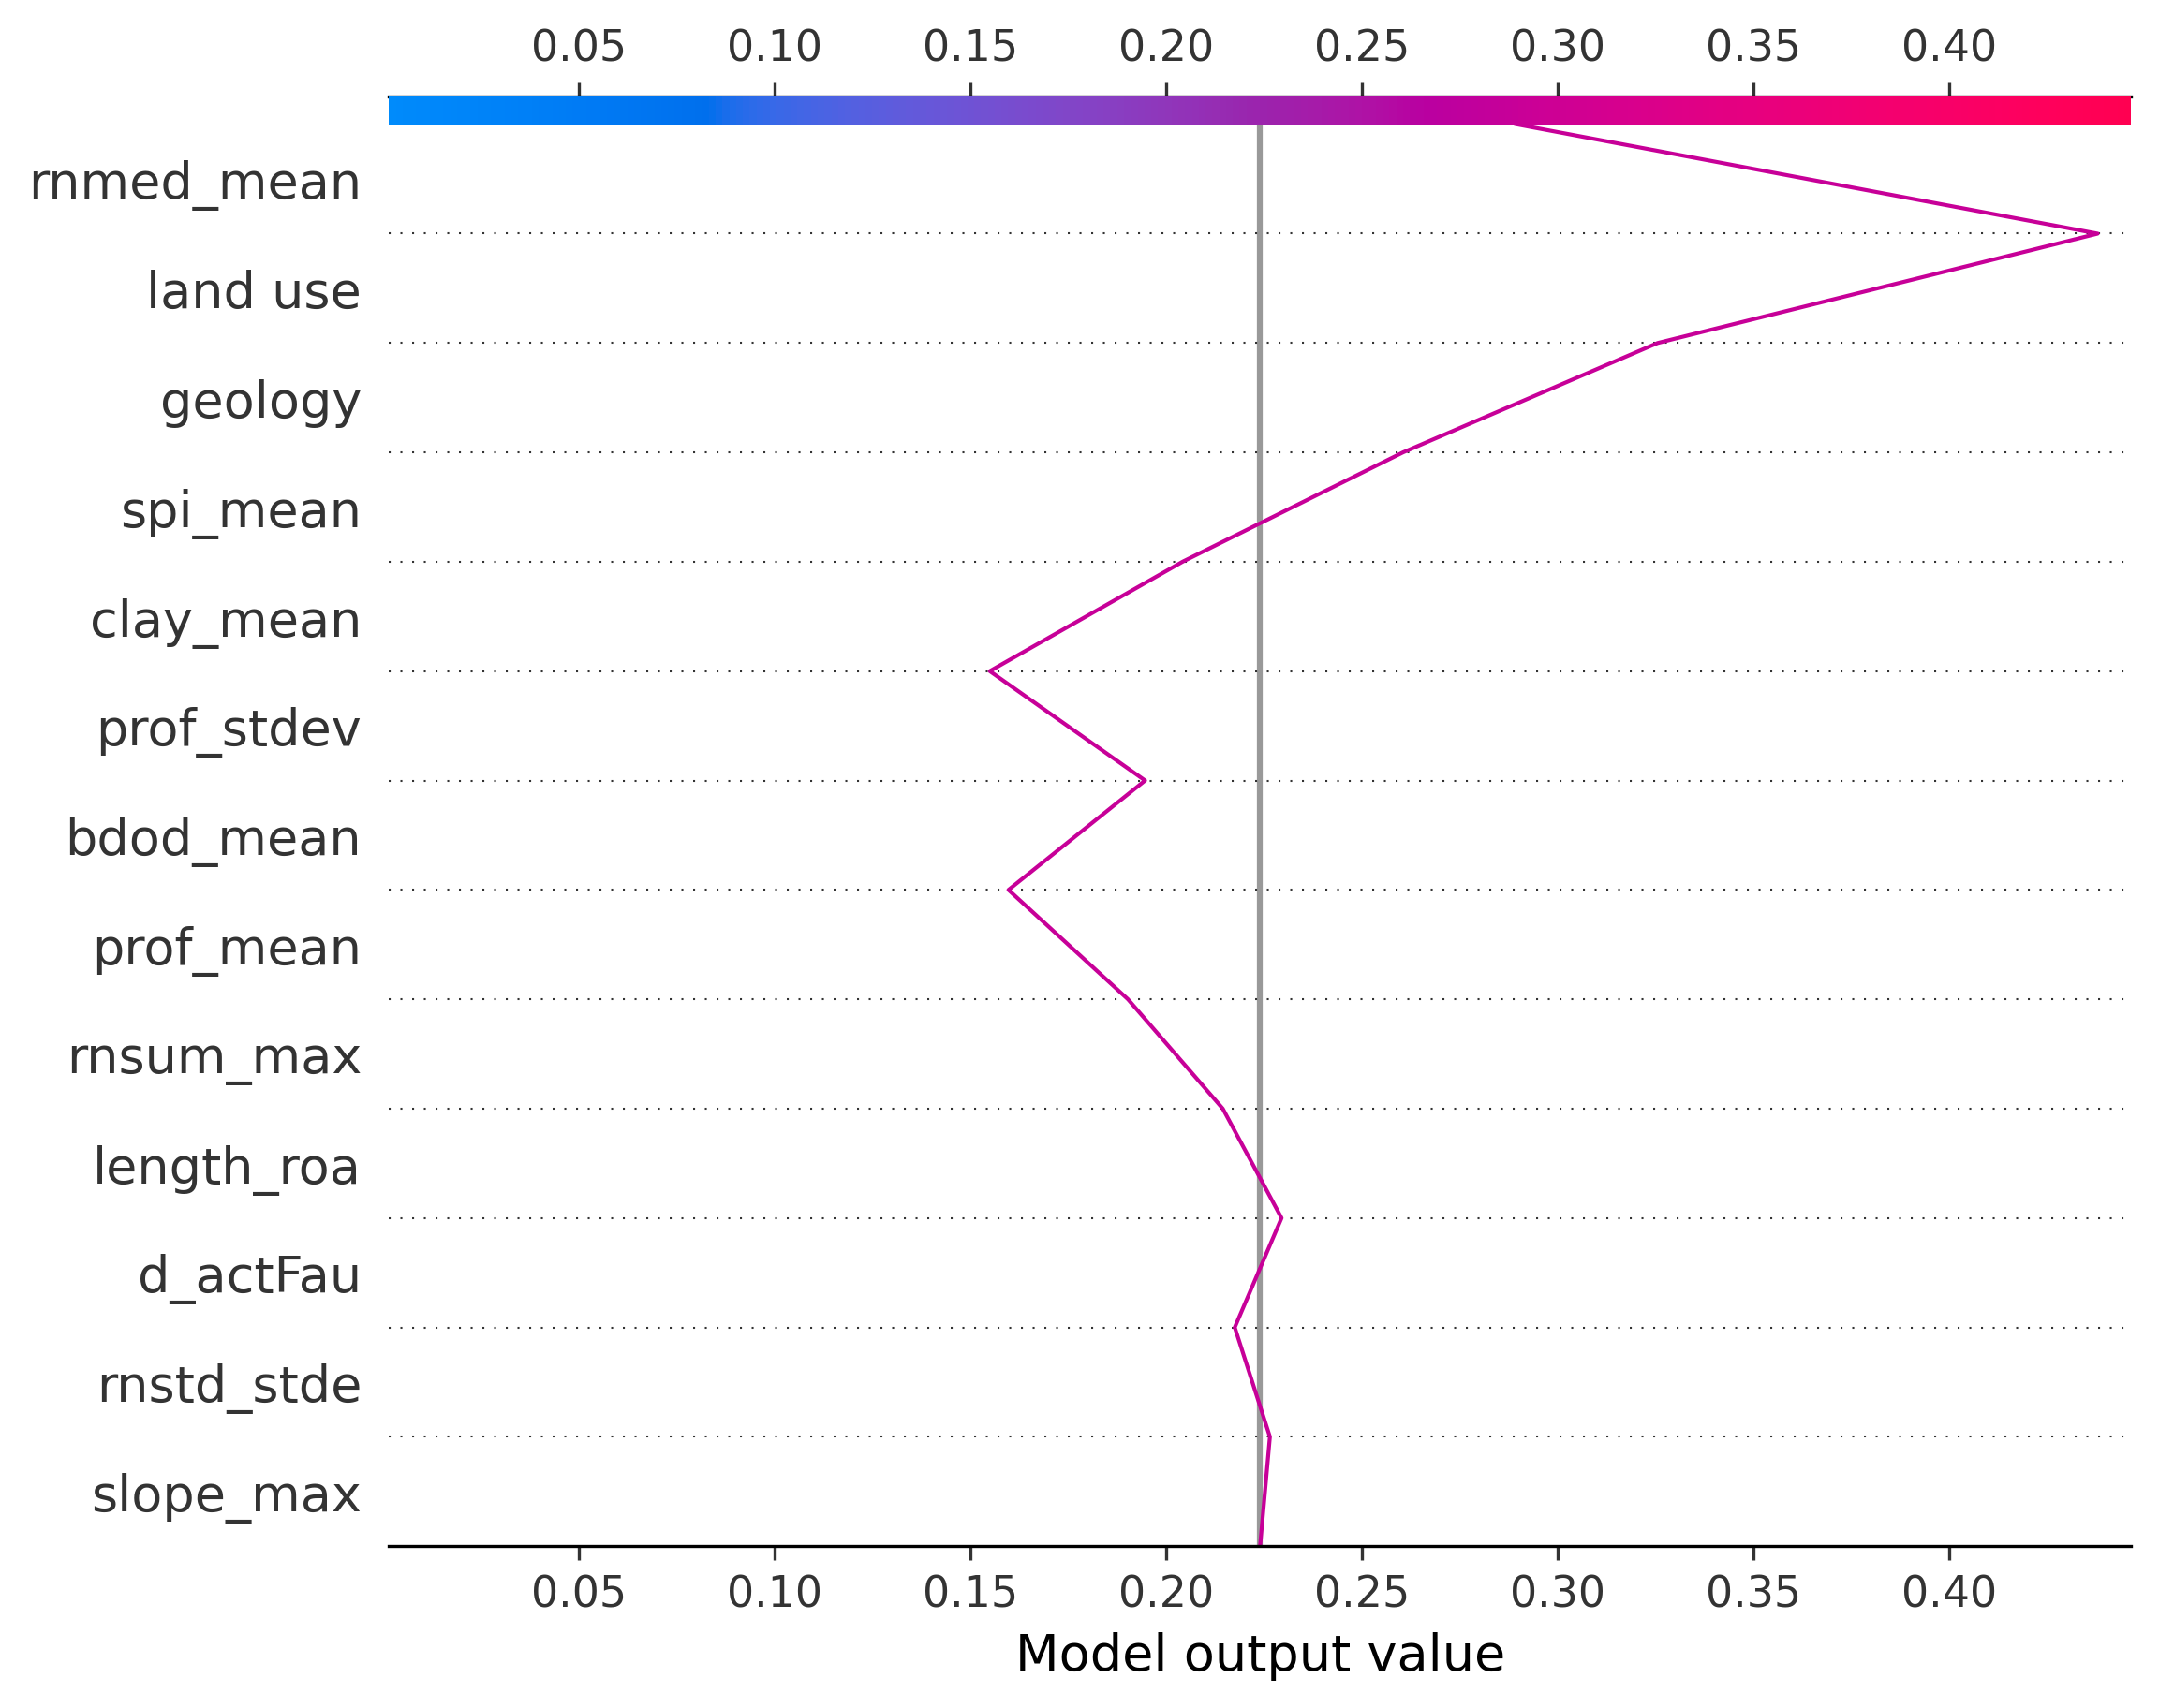 0.05 0.10 0.15 0.20 0.25 0.30 0.35 0.40
rnmed_mean
land use
geology
spi_mean
clay_mean
prof_stdev
bdod_mean
prof_mean
rnsum_max
length_roa
d_actFau
rnstd_stde
slope_max
0.05 0.10 0.15 0.20 0.25 0.30 0.35 0.40
Model output value